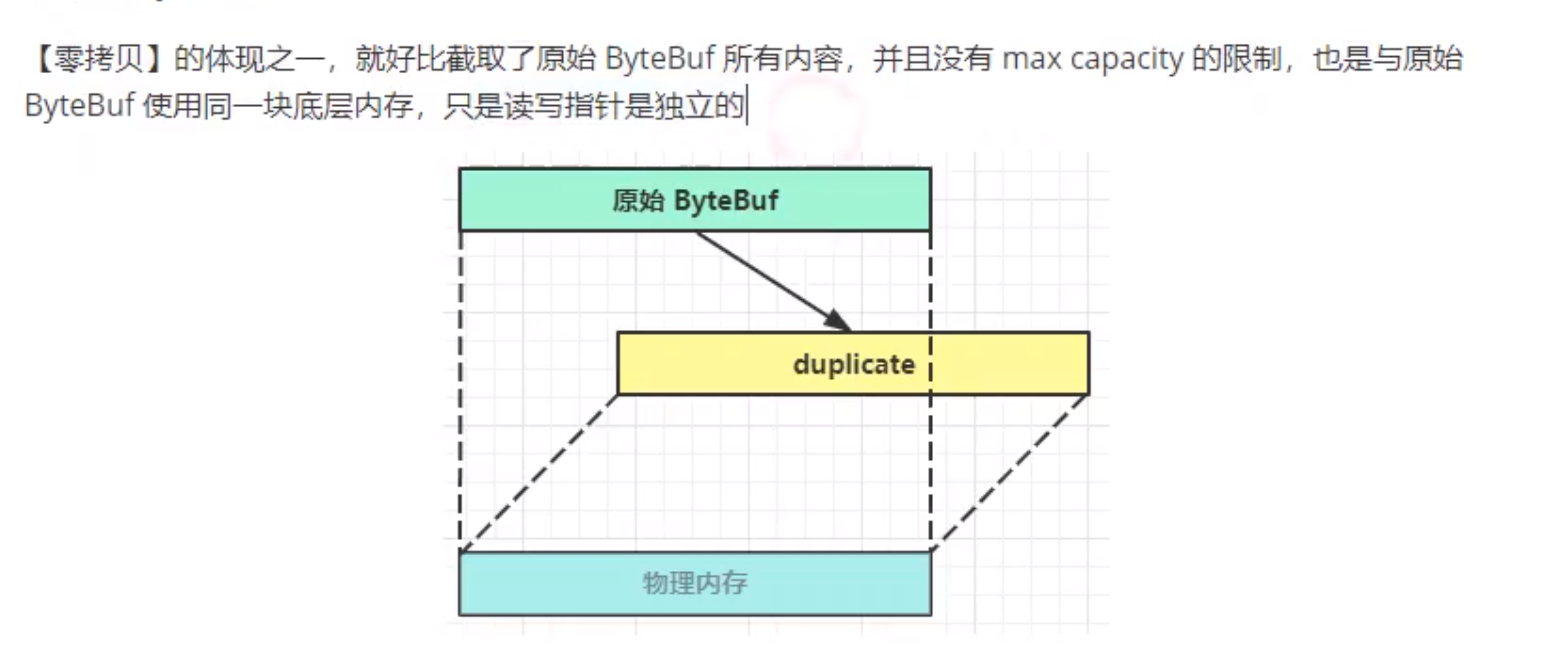 【零拷贝】的体现之一，就好比截取了原始 ByteBuf 所有内容，并且没有 max capacity 的限制，也是与原始
ByteBuf 使用同一块底层内存，只是读写指针是独立的
原始 ByteBuf
duplicate
物理内存